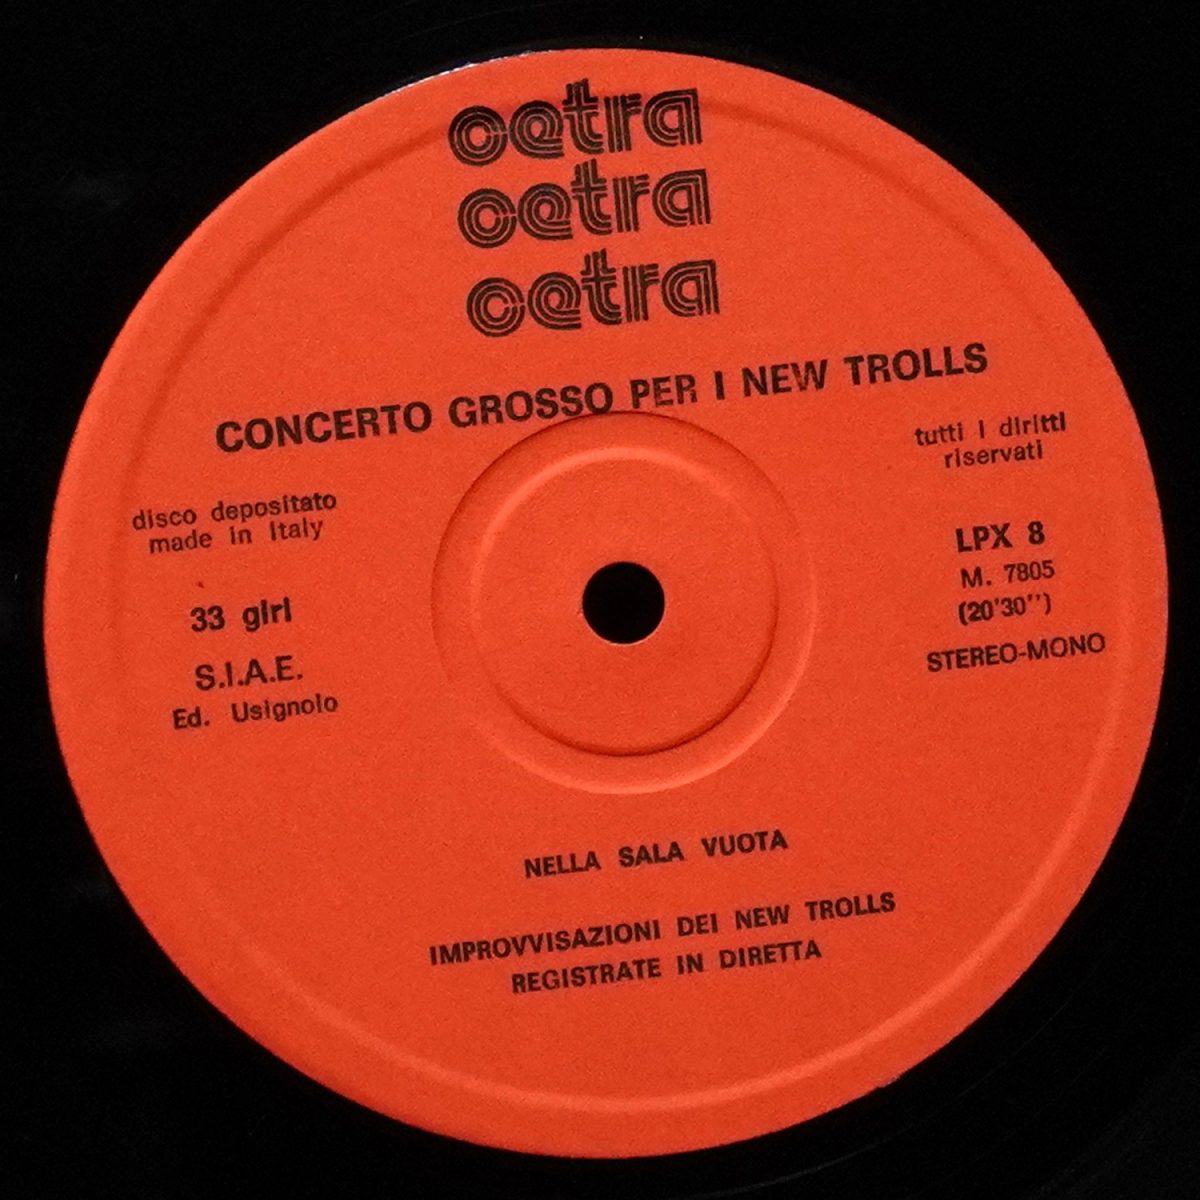 cetra
cetra
cetra
CONCERTO GROSSO PER I NEW TROLLS
tutti i diritti
riservati
disco depositato
made in Italy
LPX 8
M. 7805
(20'30'')
STEREO-MONO
33 giri
S.I.A.E.
Ed. Usignolo
NELLA SALA VUOTA
IMPROVVISAZIONI DEI NEW TROLLS
REGISTRATE IN DIRETTA